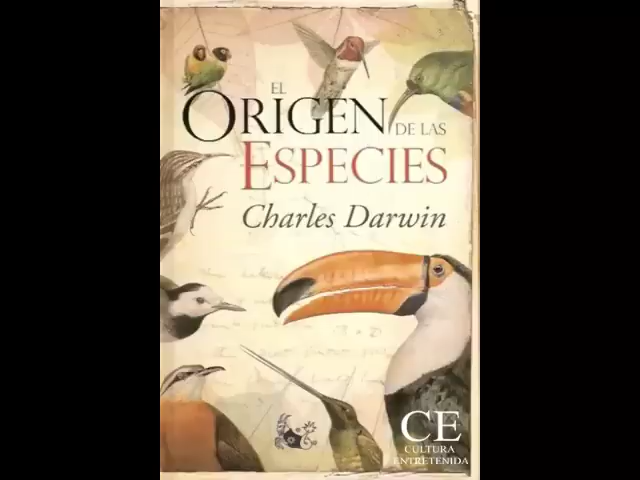 EL
ORIGEN
DE LAS
ESPECIES
Charles Darwin
CE
CULTURA
ENTRETENIDA